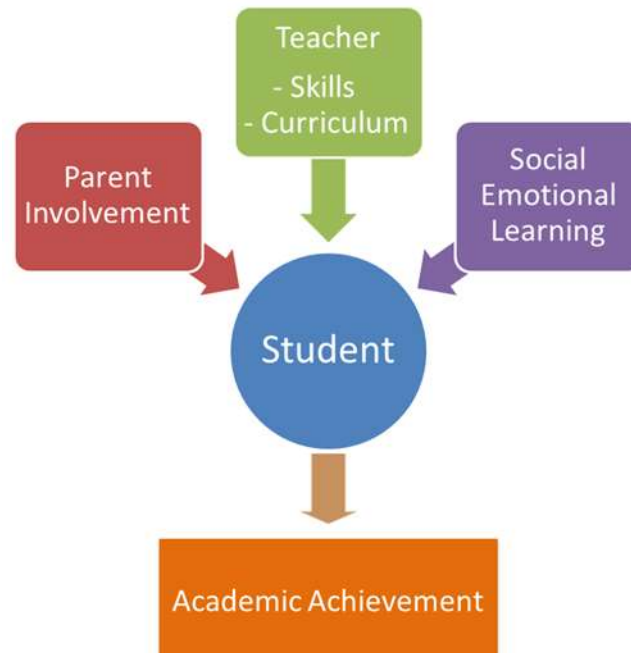 Teacher
- Skills
- Curriculum
Parent
Involvement
Social
Emotional
Learning
Student
Academic Achievement